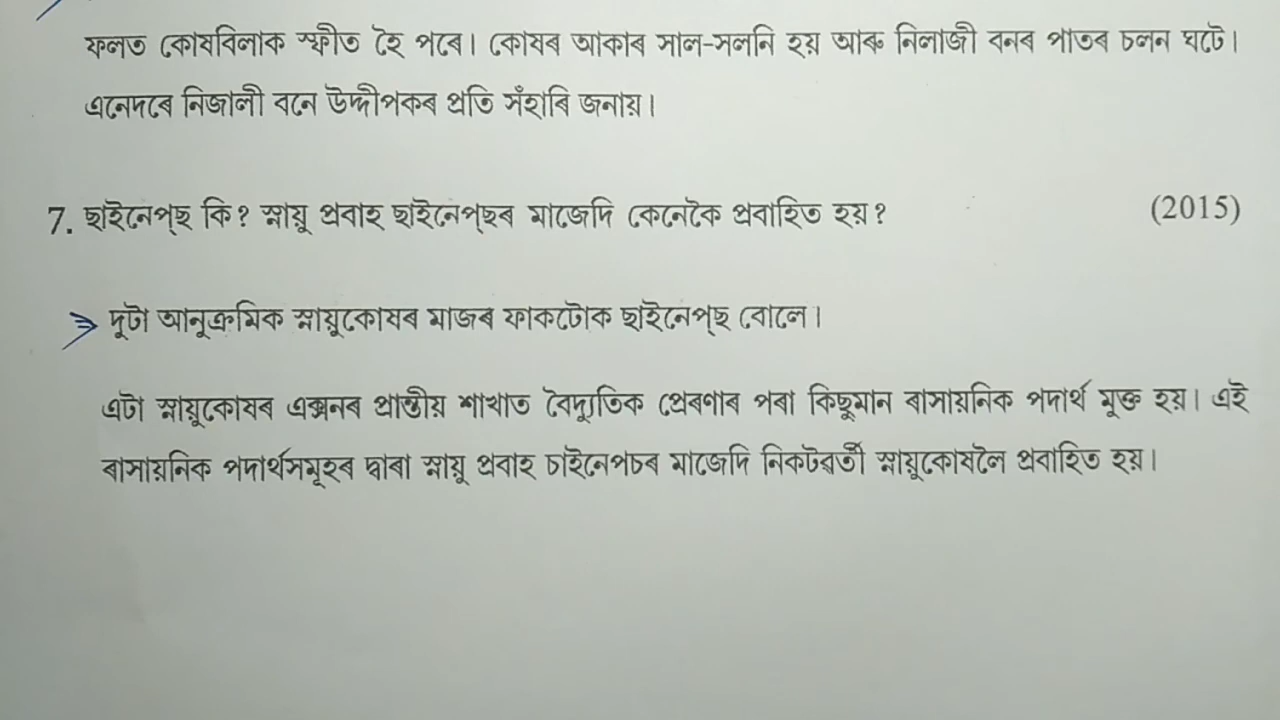 ফলত কোষবিলাক স্ফীত হৈ পৰে। কোষৰ আকাৰ সাল-সলনি হয় আৰু নিলাজী বনৰ পাতৰ চলন ঘটে।
এনেদৰে নিজালী বনে উদ্দীপকৰ প্ৰতি সঁহাৰি জনায়।
7. ছাইনেপ্‌ছ কি? স্নায়ু প্ৰবাহ ছাইনেপ্‌ছৰ মাজেদি কেনেকৈ প্ৰবাহিত হয়? (2015)
দুটা আনুক্ৰমিক স্নায়ুকোষৰ মাজৰ ফাকটোক ছাইনেপ্‌ছ বোলে।
এটা স্নায়ুকোষৰ এক্সনৰ প্ৰান্তীয় শাখাত বৈদ্যুতিক প্ৰেৰণাৰ পৰা কিছুমান ৰাসায়নিক পদাৰ্থ মুক্ত হয়। এই
ৰাসায়নিক পদাৰ্থসমূহৰ দ্বাৰা স্নায়ু প্ৰবাহ চাইনেপচৰ মাজেদি নিকটৱৰ্তী স্নায়ুকোষলৈ প্ৰবাহিত হয়।